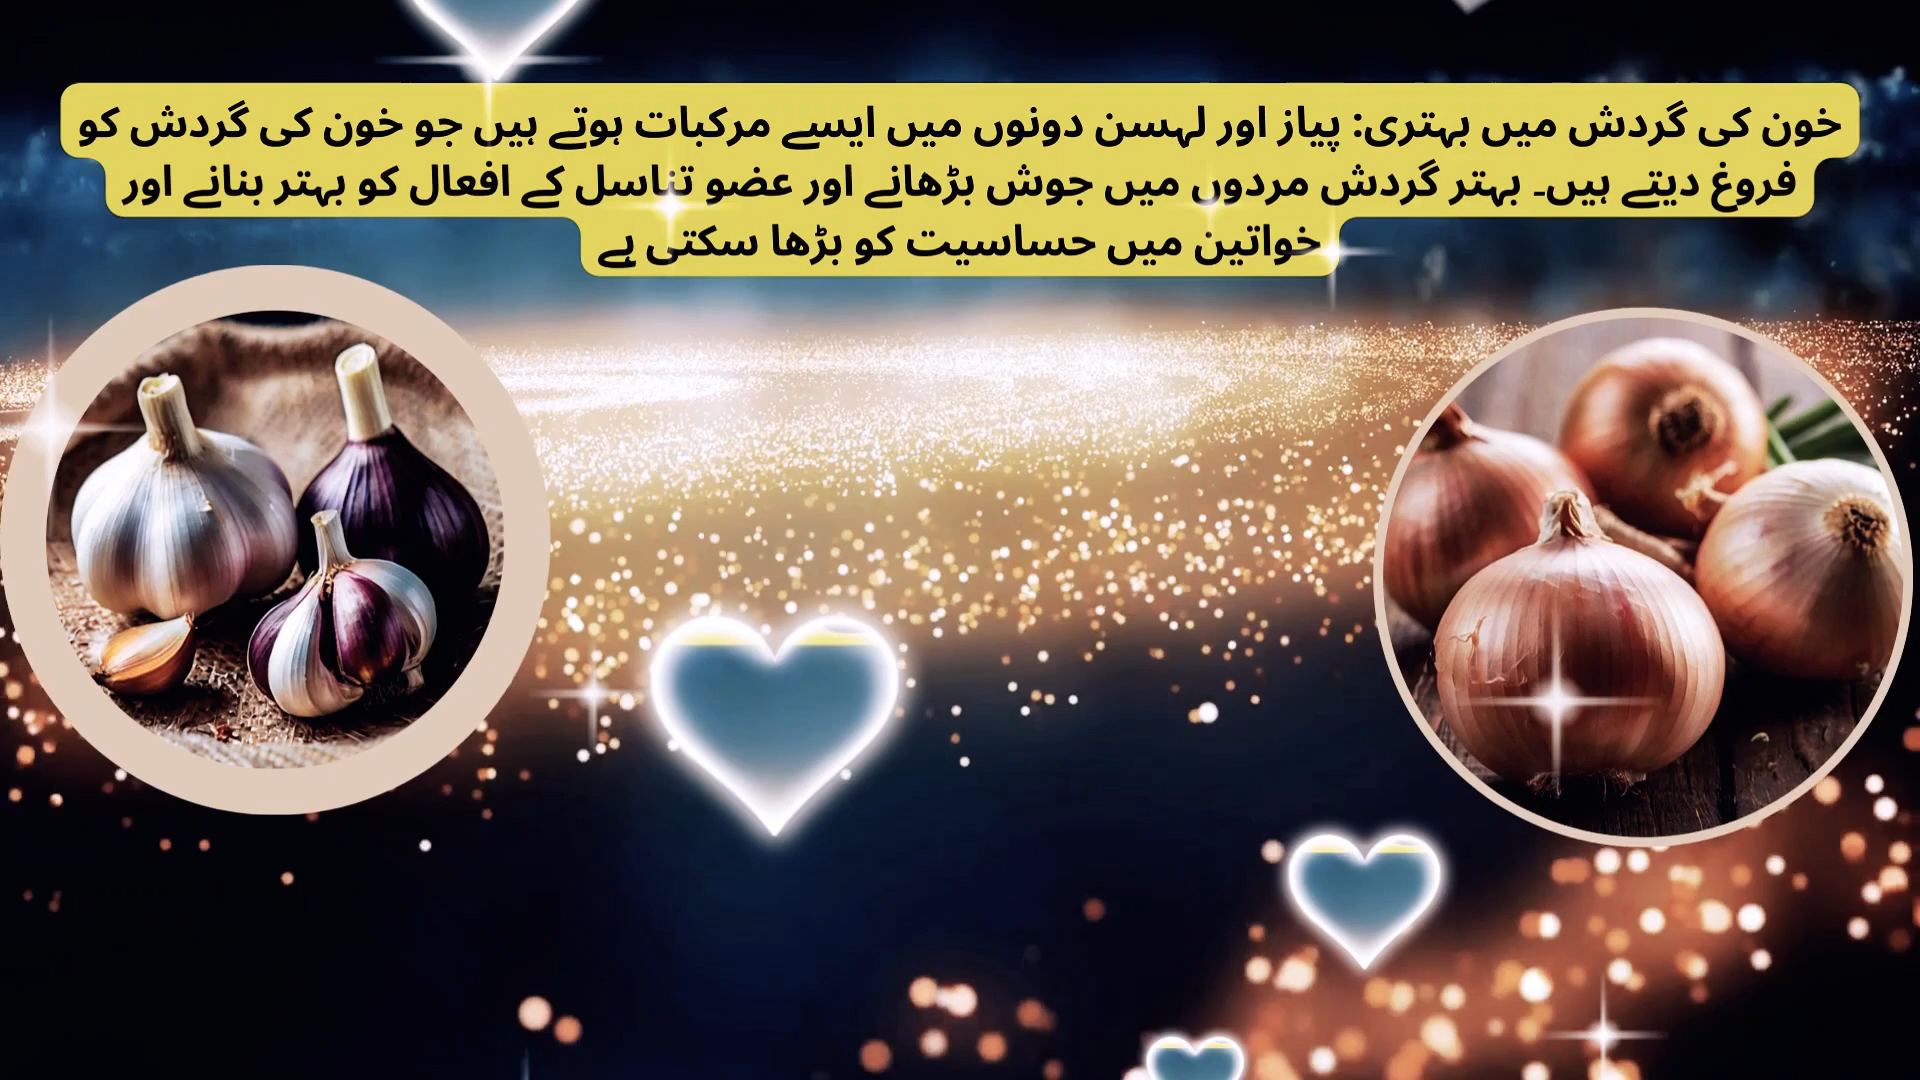 خون کی گردش میں بہتری: پیاز اور لہسن دونوں میں ایسے مرکبات ہوتے ہیں جو خون کی گردش کو
فروغ دیتے ہیں۔ بہتر گردش مردوں میں جوش بڑھانے اور عضو تناسل کے افعال کو بہتر بنانے اور
خواتین میں حساسیت کو بڑھا سکتی ہے